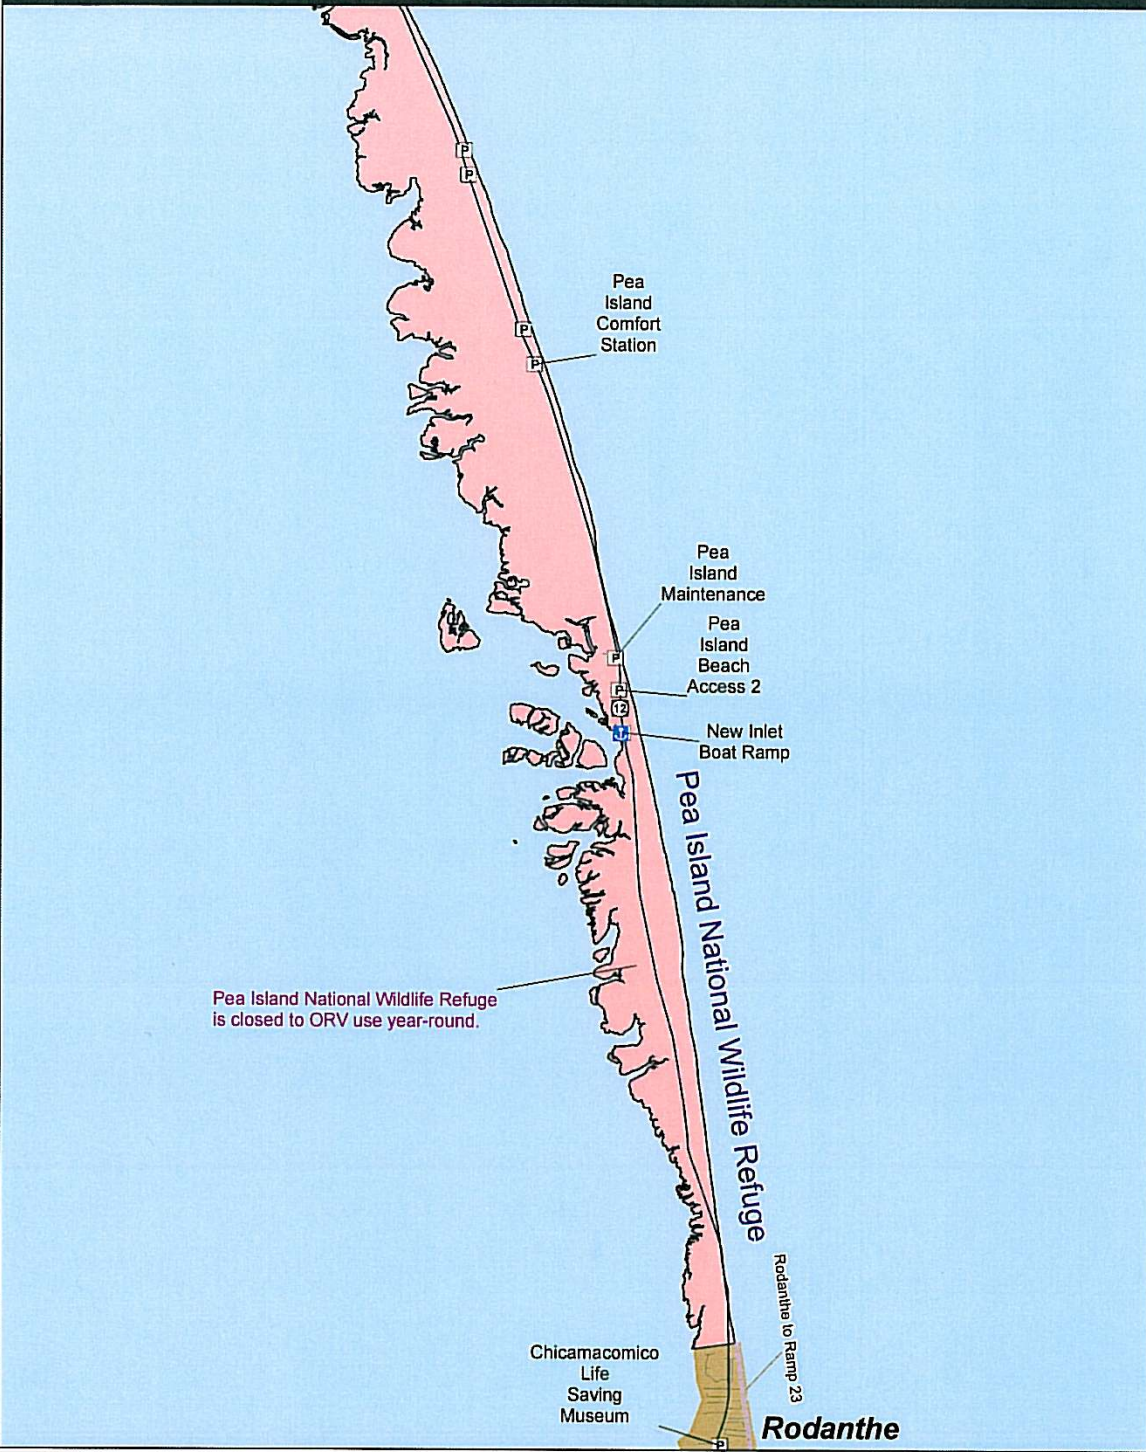 P
P
Pea
Island
Comfort
Station
P
P
Pea
Island
Maintenance
Pea
Island
Beach
Access 2
P
P
12
New Inlet
Boat Ramp
Pea Island National Wildlife Refuge
Pea Island National Wildlife Refuge
is closed to ORV use year-round.
Rodanthe to Ramp 23
Chicamacomico
Life
Saving
Museum
Rodanthe
P